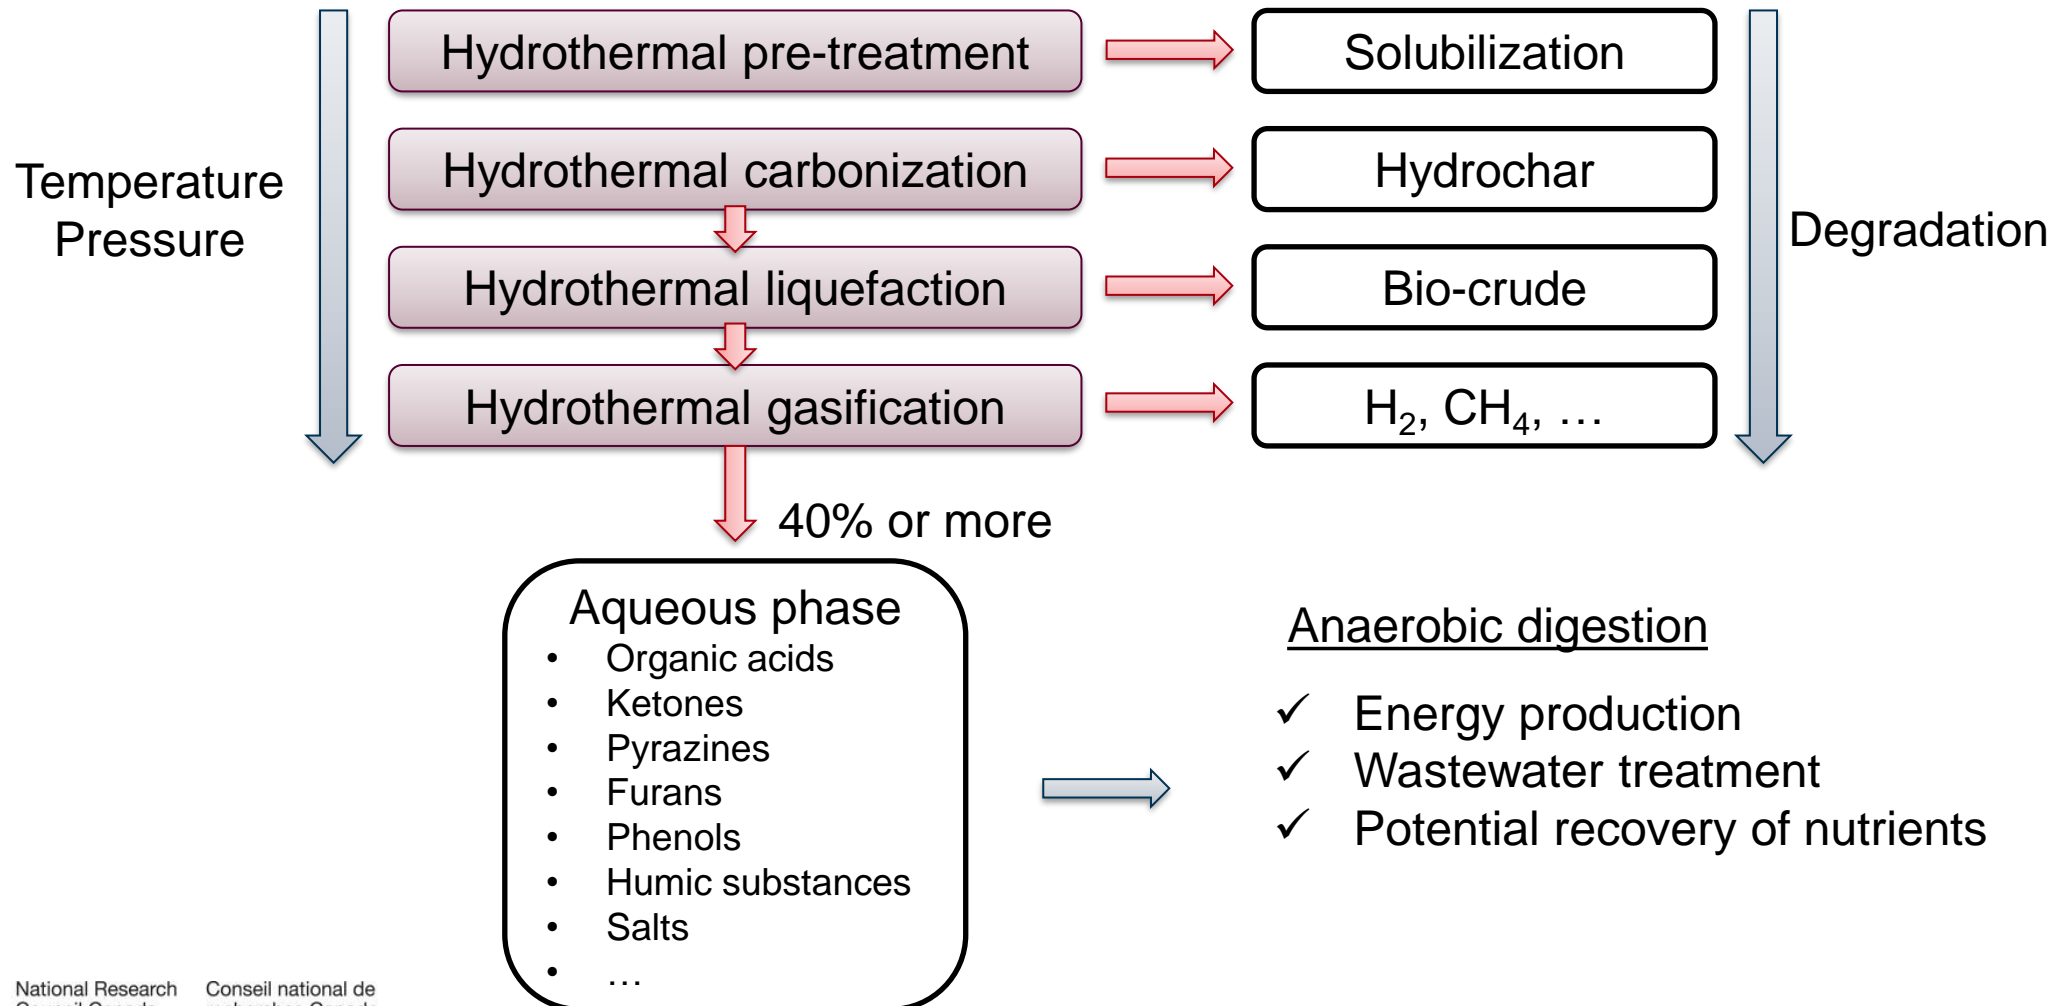 Hydrothermal pre-treatment
Solubilization
Hydrothermal carbonization
Hydrochar
Temperature
Pressure
Degradation
Hydrothermal liquefaction
Bio-crude
Hydrothermal gasification
H₂, CH₄, …
40% or more
Aqueous phase
• Organic acids
• Ketones
• Pyrazines
• Furans
• Phenols
• Humic substances
• Salts
• …
Anaerobic digestion
✓ Energy production
✓ Wastewater treatment
✓ Potential recovery of nutrients
National Research
Conseil national de